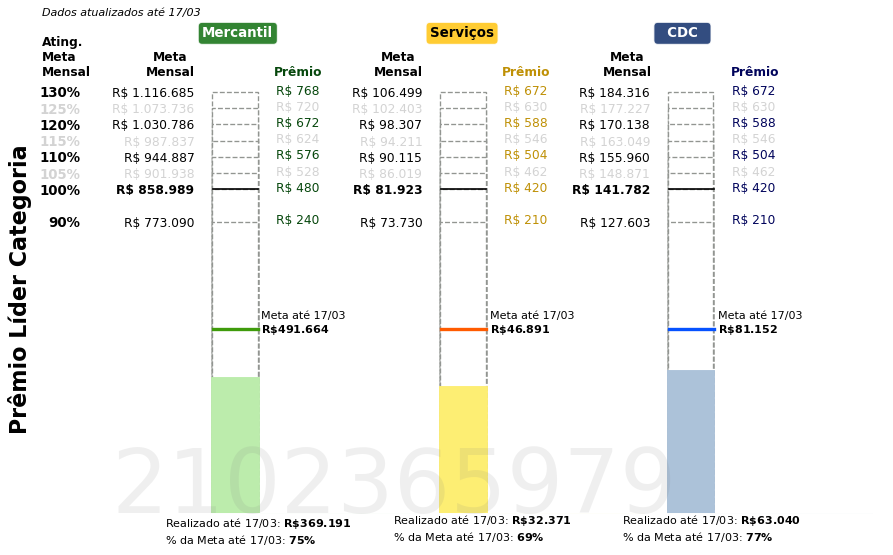 Dados atualizados até 17/03
Mercantil Serviços CDC
Ating. Meta Mensal
Meta Mensal Prêmio Meta Mensal Prêmio Meta Mensal Prêmio
130% R$ 1.116.685 R$ 768 R$ 106.499 R$ 672 R$ 184.316 R$ 672
125% R$ 1.073.736 R$ 720 R$ 102.403 R$ 630 R$ 177.227 R$ 630
120% R$ 1.030.786 R$ 672 R$ 98.307 R$ 588 R$ 170.138 R$ 588
115% R$ 987.837 R$ 624 R$ 94.211 R$ 546 R$ 163.049 R$ 546
110% R$ 944.887 R$ 576 R$ 90.115 R$ 504 R$ 155.960 R$ 504
105% R$ 901.938 R$ 528 R$ 86.019 R$ 462 R$ 148.871 R$ 462
100% R$ 858.989 R$ 480 R$ 81.923 R$ 420 R$ 141.782 R$ 420
90% R$ 773.090 R$ 240 R$ 73.730 R$ 210 R$ 127.603 R$ 210
Prêmio Líder Categoria
Meta até 17/03 Meta até 17/03 Meta até 17/03
R$491.664 R$46.891 R$81.152
2102365979
Realizado até 17/03: R$369.191 Realizado até 17/03: R$32.371 Realizado até 17/03: R$63.040
% da Meta até 17/03: 75% % da Meta até 17/03: 69% % da Meta até 17/03: 77%